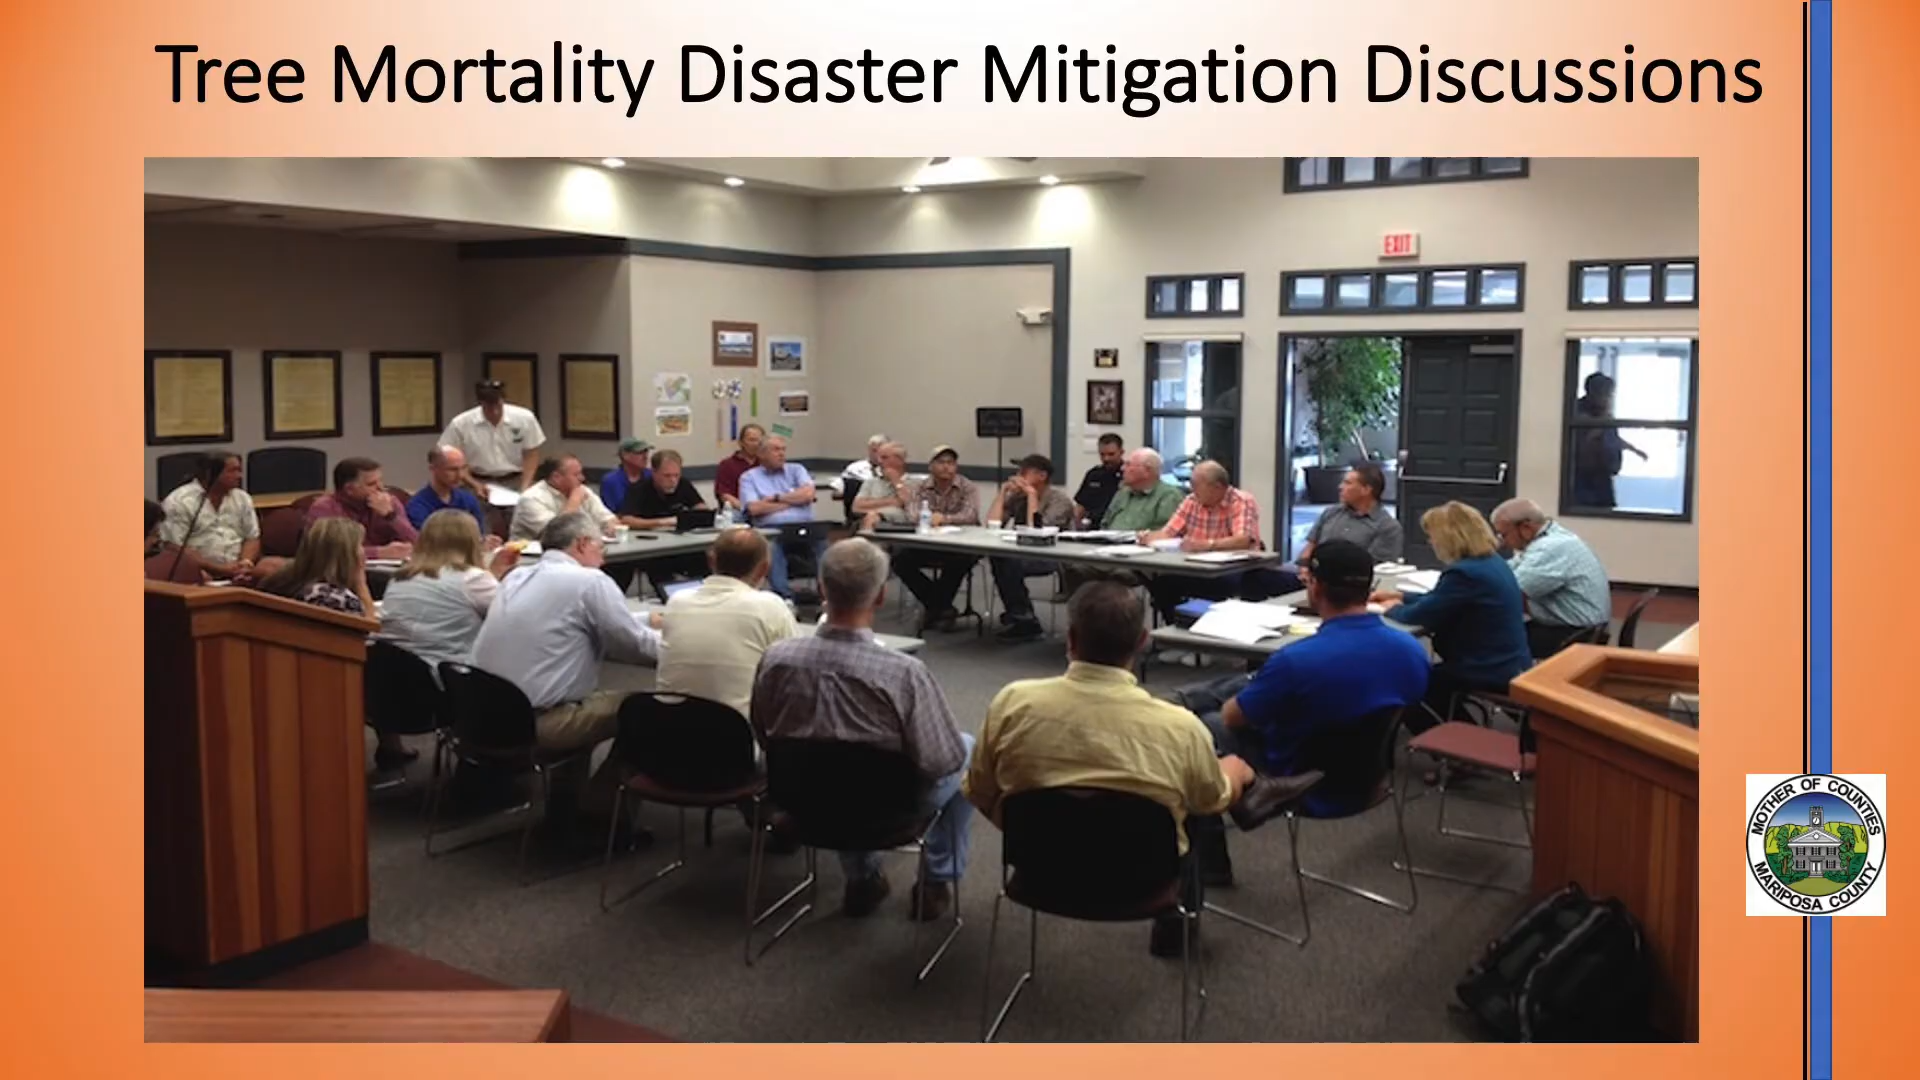 Tree Mortality Disaster Mitigation Discussions
EXIT
MOTHER OF COUNTIES
MARIPOSA COUNTY